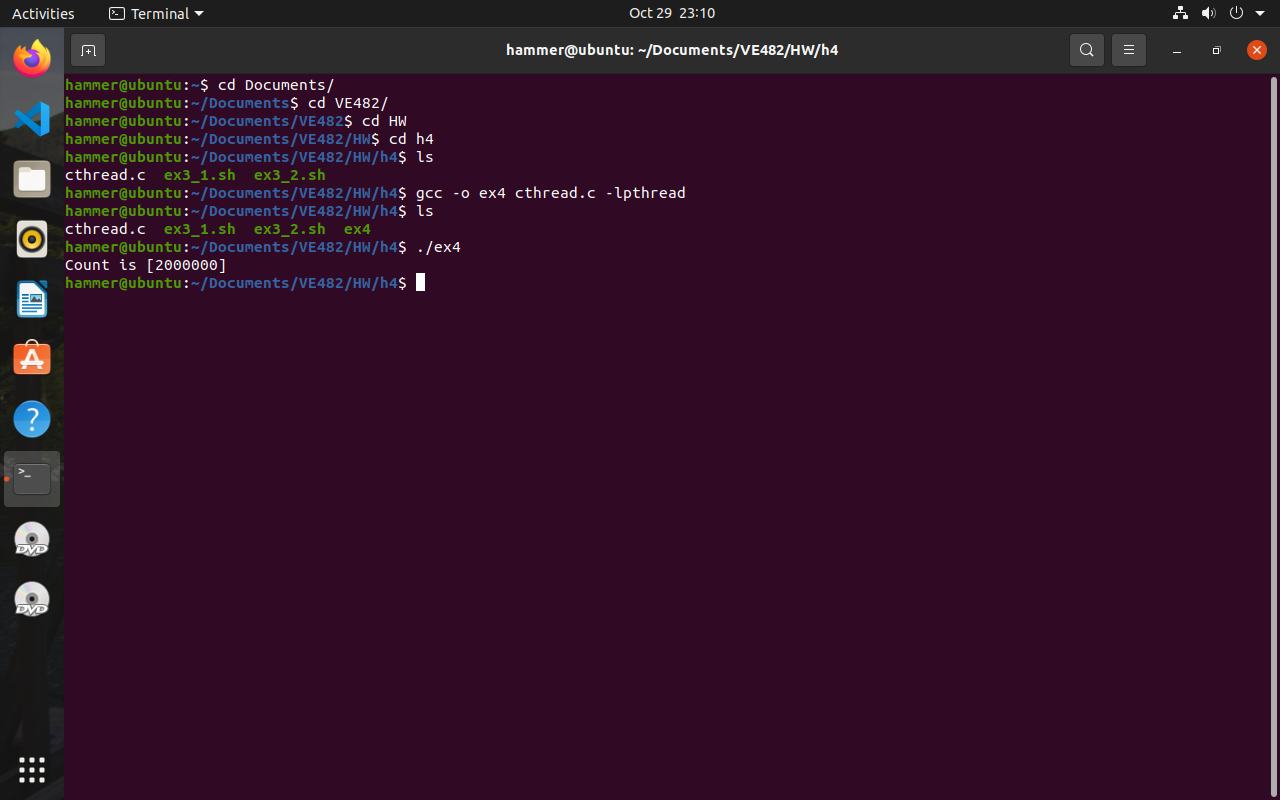 Activities Terminal Oct 29 23:10
hammer@ubuntu: ~/Documents/VE482/HW/h4
hammer@ubuntu:~$ cd Documents/
hammer@ubuntu:~/Documents$ cd VE482/
hammer@ubuntu:~/Documents/VE482$ cd HW
hammer@ubuntu:~/Documents/VE482/HW$ cd h4
hammer@ubuntu:~/Documents/VE482/HW/h4$ ls
cthread.c ex3_1.sh ex3_2.sh
hammer@ubuntu:~/Documents/VE482/HW/h4$ gcc -o ex4 cthread.c -lpthread
hammer@ubuntu:~/Documents/VE482/HW/h4$ ls
cthread.c ex3_1.sh ex3_2.sh ex4
hammer@ubuntu:~/Documents/VE482/HW/h4$ ./ex4
Count is [2000000]
hammer@ubuntu:~/Documents/VE482/HW/h4$
DVD
DVD